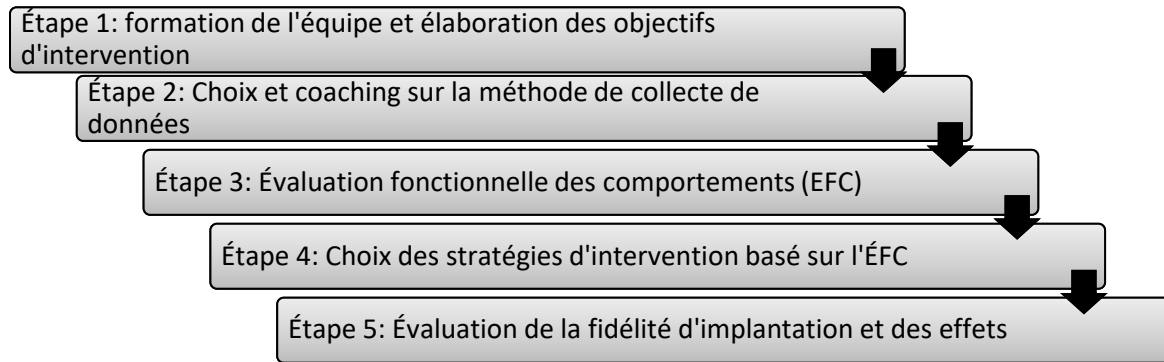 Étape 1: formation de l'équipe et élaboration des objectifs
d'intervention
Étape 2: Choix et coaching sur la méthode de collecte de
données
Étape 3: Évaluation fonctionnelle des comportements (EFC)
Étape 4: Choix des stratégies d'intervention basé sur l'ÉFC
Étape 5: Évaluation de la fidélité d'implantation et des effets